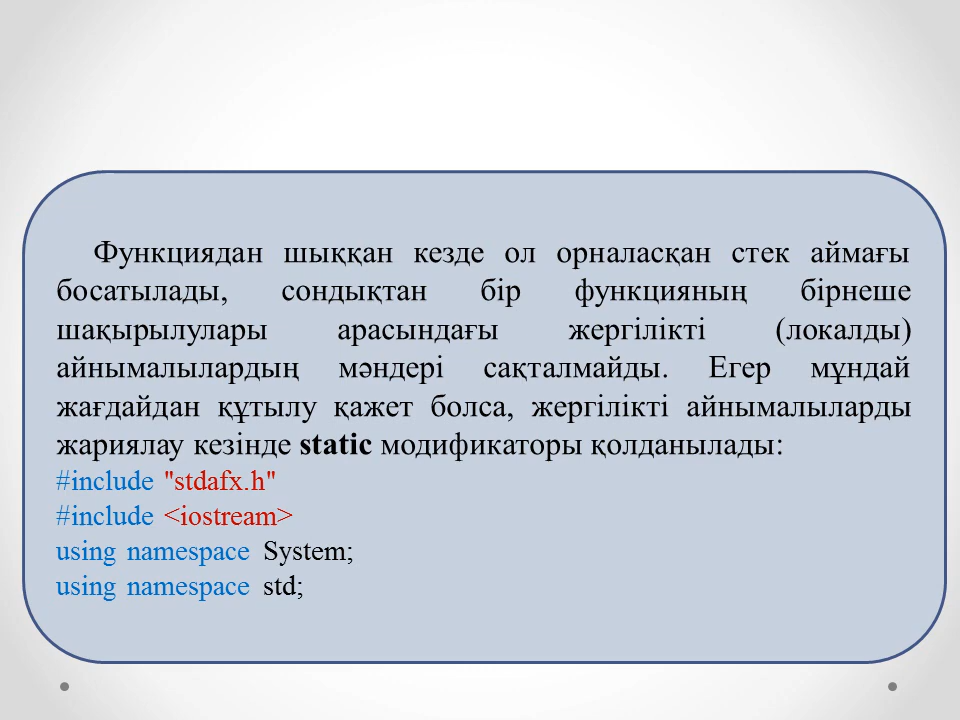 Функциядан шыққан кезде ол орналасқан стек аймағы
босатылады, сондықтан бір функцияның бірнеше
шақырылулары арасындағы жергілікті (локалды)
айнымалылардың мәндері сақталмайды. Егер мұндай
жағдайдан құтылу қажет болса, жергілікті айнымалыларды
жариялау кезінде static модификаторы қолданылады:
#include "stdafx.h"
#include <iostream>
using namespace System;
using namespace std;